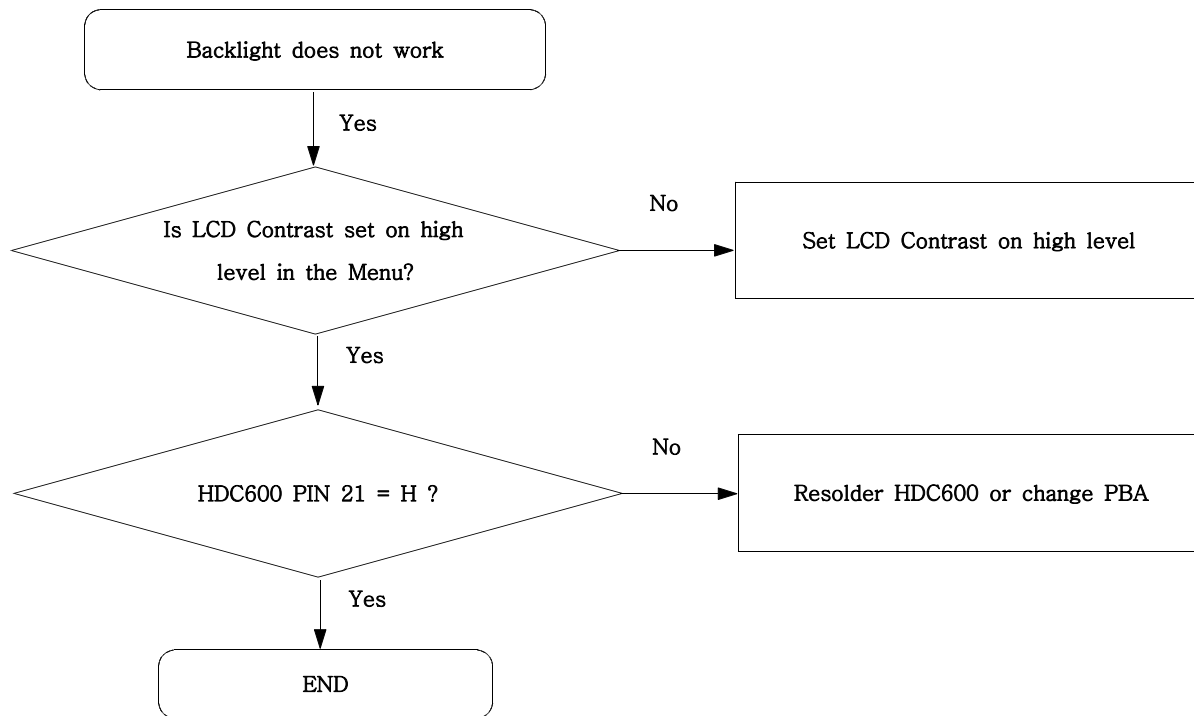 Backlight does not work
Yes
Is LCD Contrast set on high
level in the Menu?
No
Set LCD Contrast on high level
Yes
HDC600 PIN 21 = H ?
No
Resolder HDC600 or change PBA
Yes
END